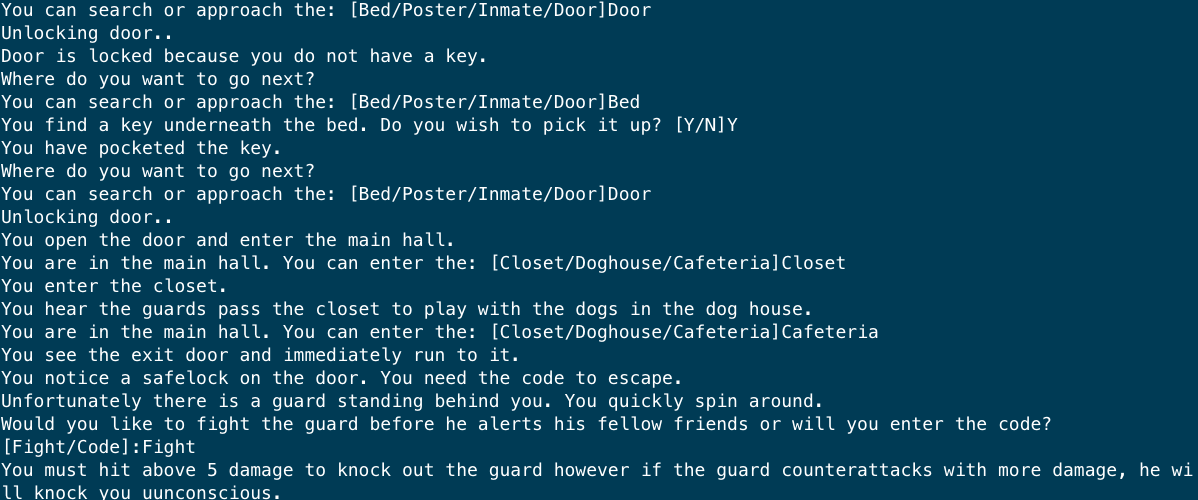 You can search or approach the: [Bed/Poster/Inmate/Door]Door
Unlocking door..
Door is locked because you do not have a key.
Where do you want to go next?
You can search or approach the: [Bed/Poster/Inmate/Door]Bed
You find a key underneath the bed. Do you wish to pick it up? [Y/N]Y
You have pocketed the key.
Where do you want to go next?
You can search or approach the: [Bed/Poster/Inmate/Door]Door
Unlocking door..
You open the door and enter the main hall.
You are in the main hall. You can enter the: [Closet/Doghouse/Cafeteria]Closet
You enter the closet.
You hear the guards pass the closet to play with the dogs in the dog house.
You are in the main hall. You can enter the: [Closet/Doghouse/Cafeteria]Cafeteria
You see the exit door and immediately run to it.
You notice a safelock on the door. You need the code to escape.
Unfortunately there is a guard standing behind you. You quickly spin around.
Would you like to fight the guard before he alerts his fellow friends or will you enter the code?
[Fight/Code]:Fight
You must hit above 5 damage to knock out the guard however if the guard counterattacks with more damage, he wi
ll knock you uunconscious.